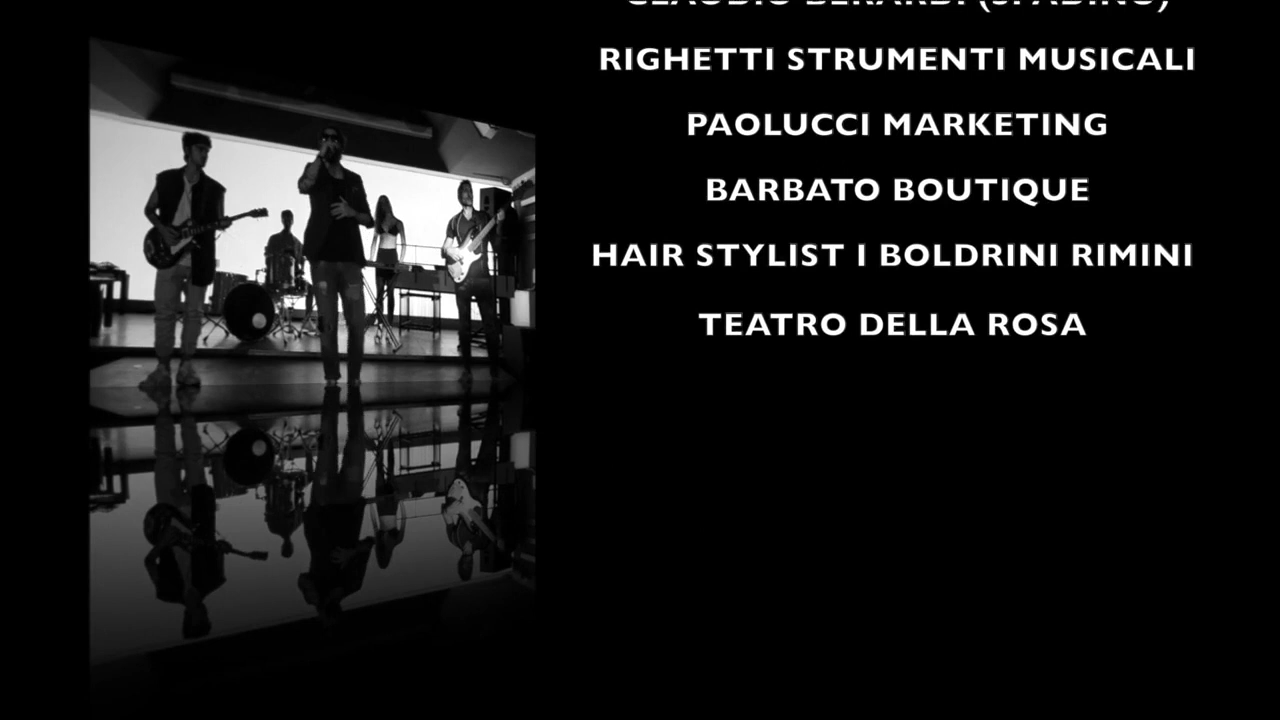 RIGHETTI STRUMENTI MUSICALI
PAOLUCCI MARKETING
BARBATO BOUTIQUE
HAIR STYLIST I BOLDRINI RIMINI
TEATRO DELLA ROSA